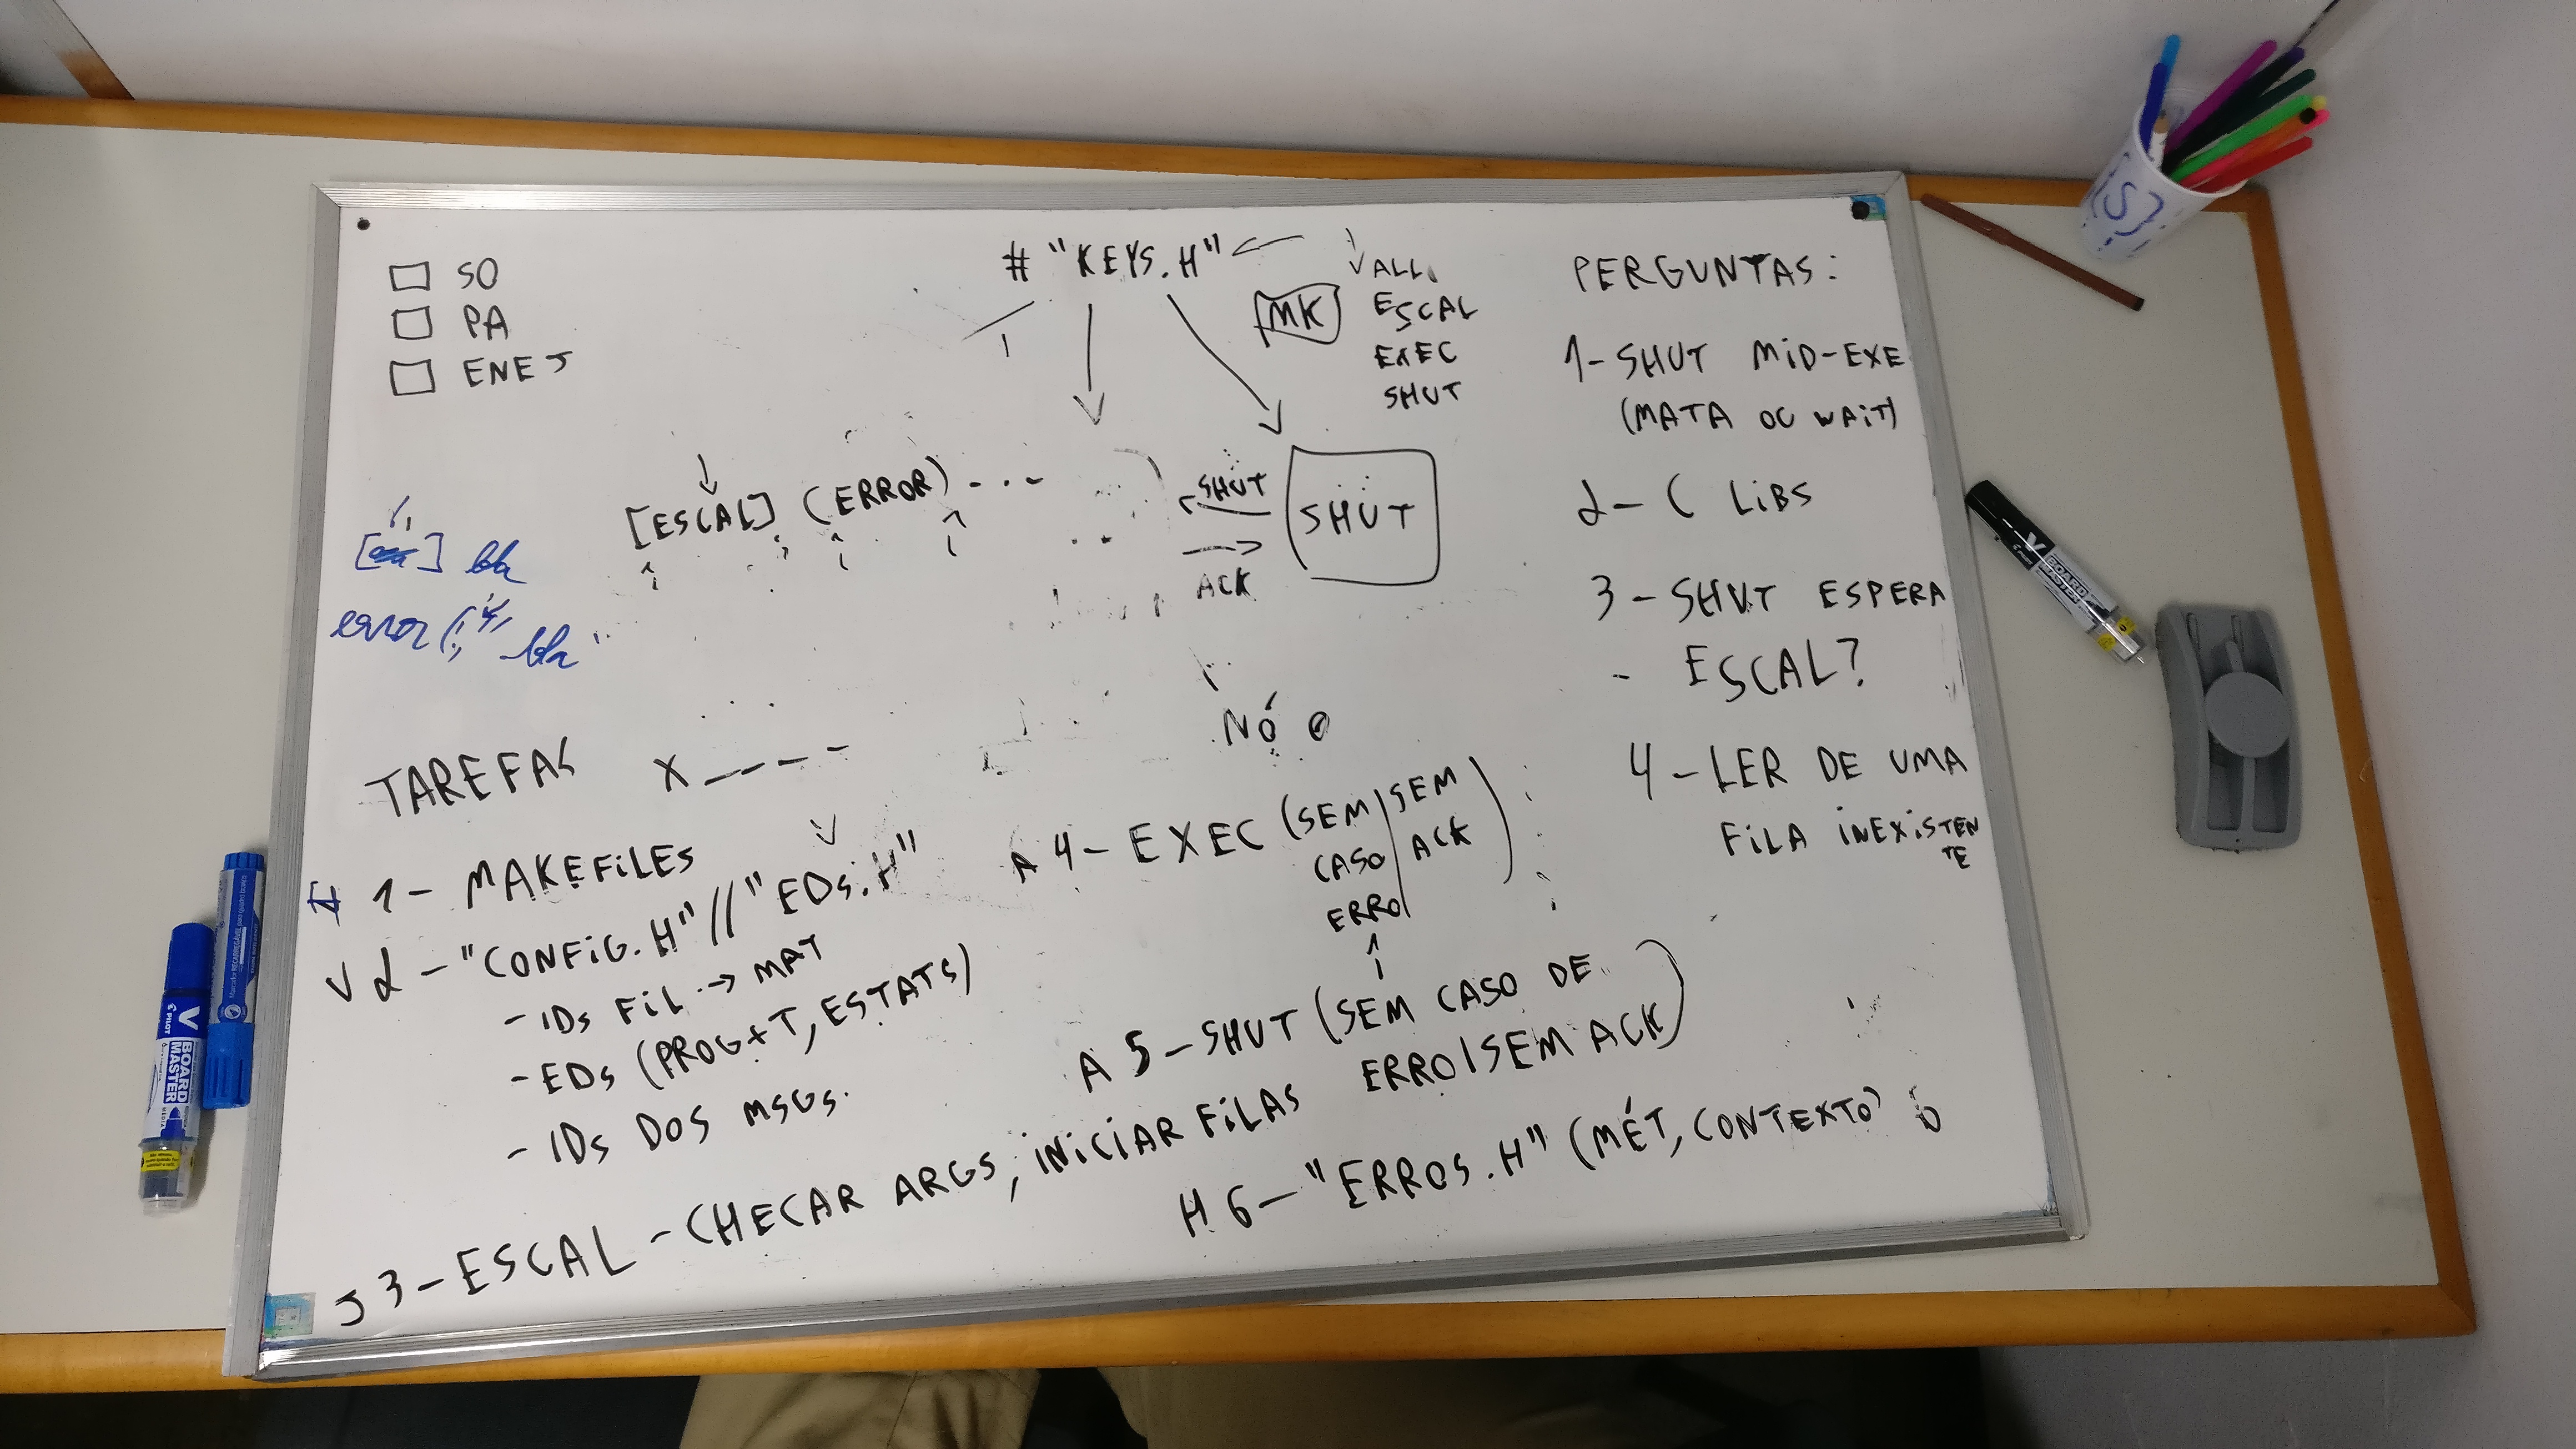 SO
PA
ENEJ
# "KEYS.H"
MK
ALL
ESCAL
EXEC
SHUT
[ESCAL] (ERROR) ...
SHUT
ACK
SHUT
bla
error(
bla"
NÓ 0
TAREFAS X----
1- MAKEFILES
√ 2- "CONFIG.H" // "EDs.H"
- IDs FIL -> MAT
- EDs (PROG+T, ESTATS)
- IDs DOS MSGs.
J 3- ESCAL - CHECAR ARGS, INICIAR FILAS
A 4- EXEC (SEM CASO ERRO / SEM ACK)
A 5- SHUT (SEM CASO DE
ERRO/SEM ACK)
H 6- "ERROS.H" (MÉT, CONTEXTO)
PERGUNTAS:
1- SHUT MID-EXE
(MATA OU WAIT)
2- C LIBS
3- SHUT ESPERA
ESCAL?
4- LER DE UMA
FILA INEXISTEN
TE
{S};
V BOARD MASTER
V BOARD MASTER
PILOT